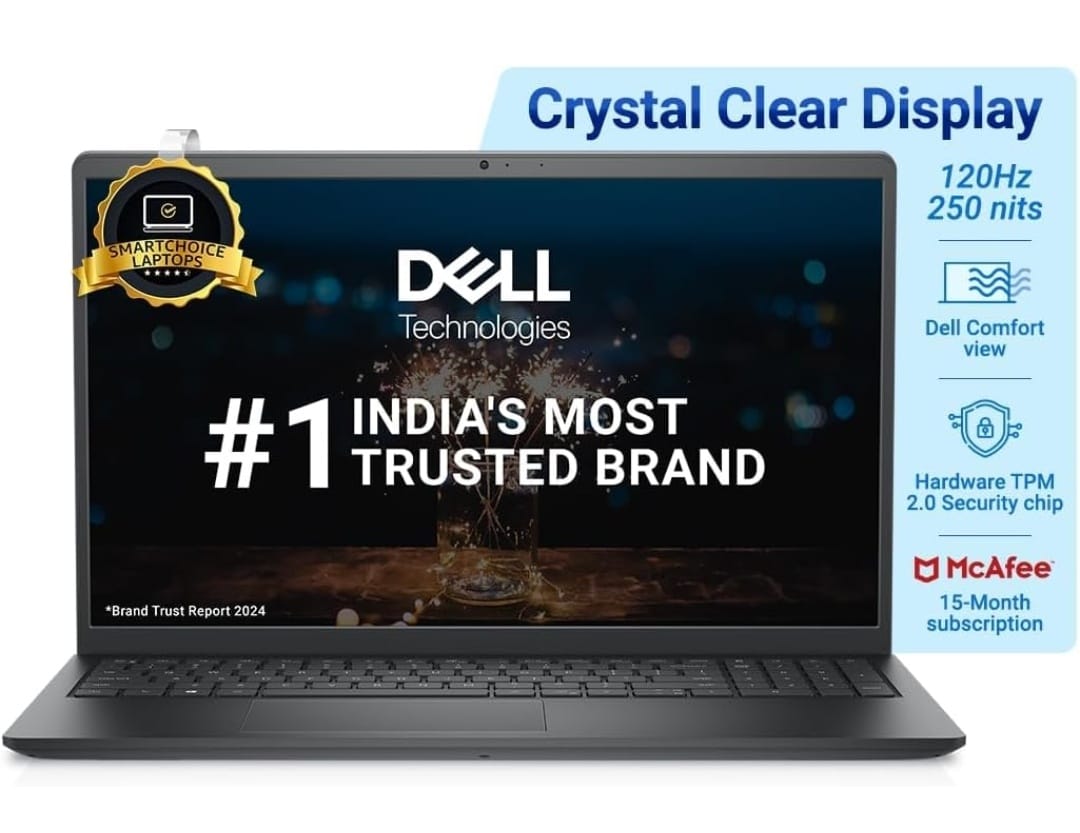 Crystal Clear Display
120Hz
250 nits
Dell Comfort
view
Hardware TPM
2.0 Security chip
McAfee™
15-Month
subscription
SMARTCHOICE
LAPTOPS
DELL
Technologies
#1 INDIA'S MOST
TRUSTED BRAND
*Brand Trust Report 2024